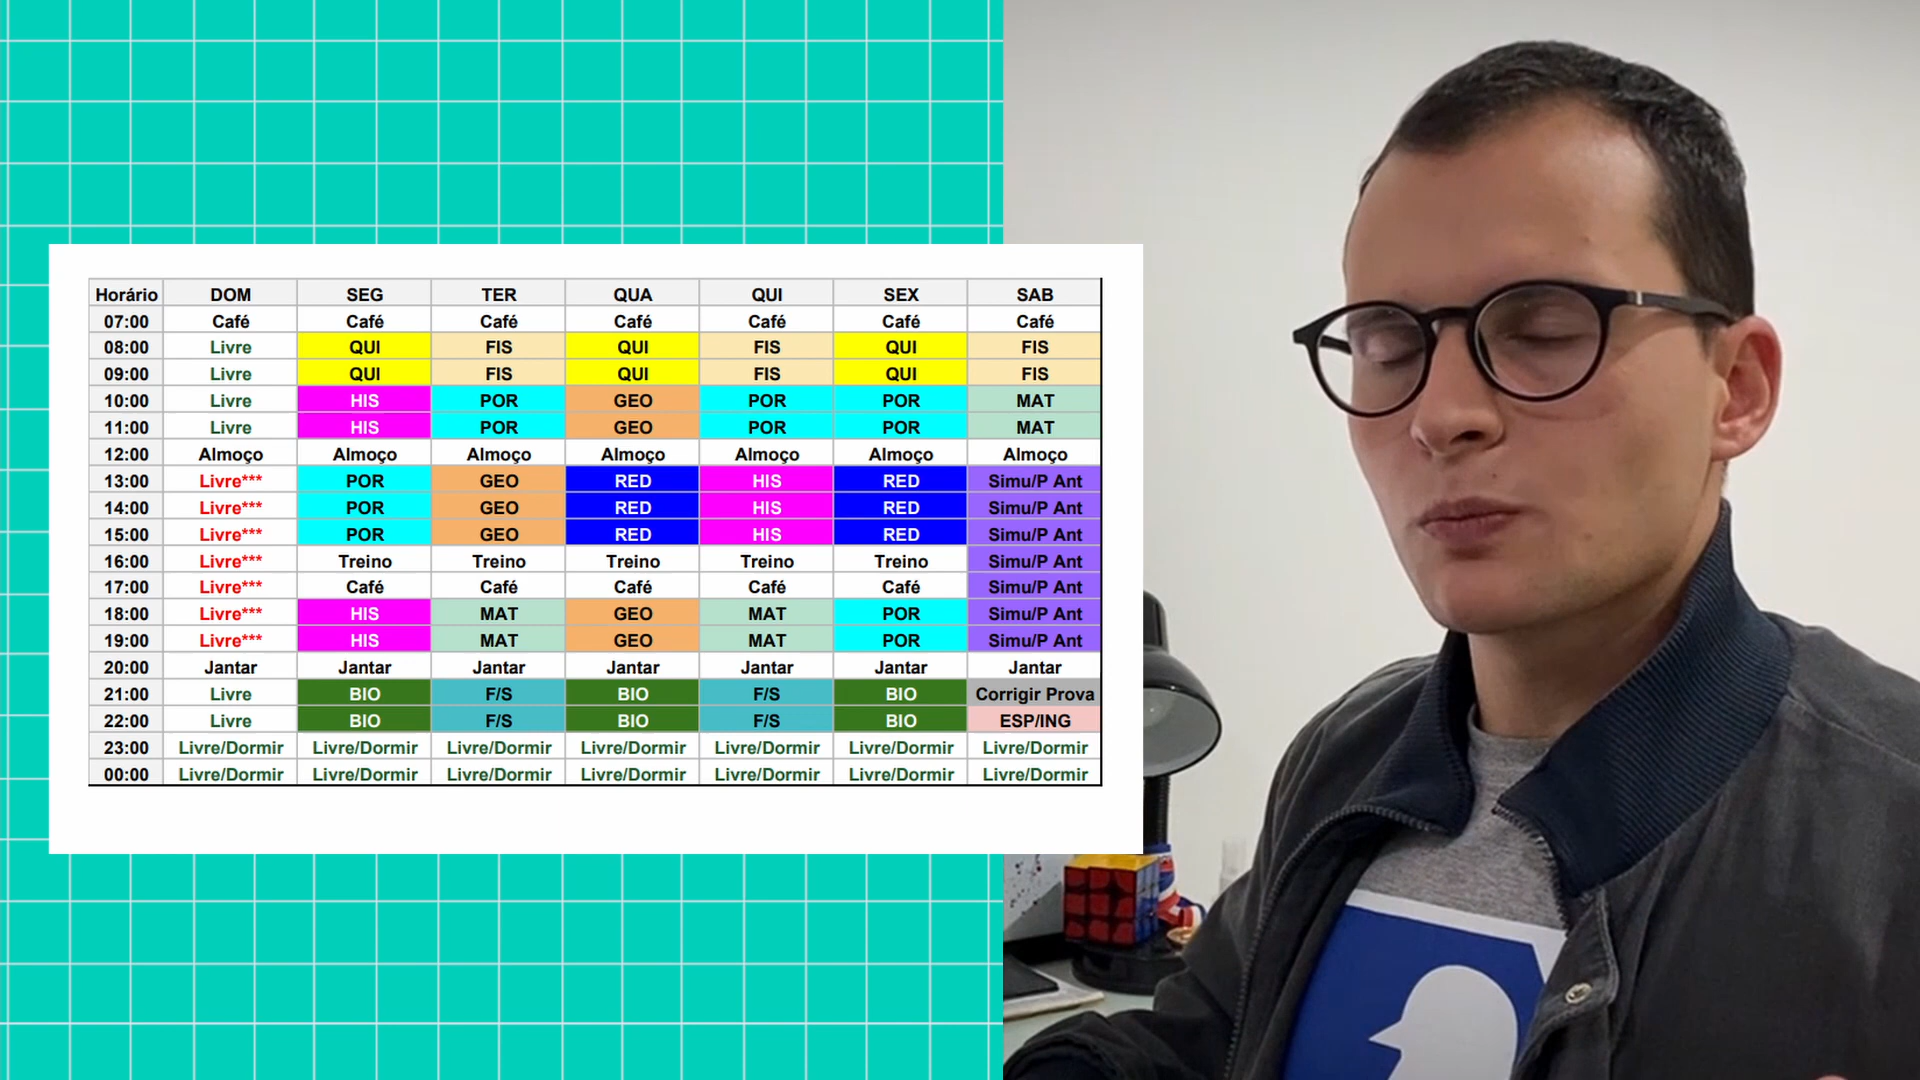 Horário DOM SEG TER QUA QUI SEX SAB
07:00 Café Café Café Café Café Café Café
08:00 Livre QUI FIS QUI FIS QUI FIS
09:00 Livre QUI FIS QUI FIS QUI FIS
10:00 Livre HIS POR GEO POR POR MAT
11:00 Livre HIS POR GEO POR POR MAT
12:00 Almoço Almoço Almoço Almoço Almoço Almoço Almoço
13:00 Livre*** POR GEO RED HIS RED Simu/P Ant
14:00 Livre*** POR GEO RED HIS RED Simu/P Ant
15:00 Livre*** POR GEO RED HIS RED Simu/P Ant
16:00 Livre*** Treino Treino Treino Treino Treino Simu/P Ant
17:00 Livre*** Café Café Café Café Café Simu/P Ant
18:00 Livre*** HIS MAT GEO MAT POR Simu/P Ant
19:00 Livre*** HIS MAT GEO MAT POR Simu/P Ant
20:00 Jantar Jantar Jantar Jantar Jantar Jantar Jantar
21:00 Livre BIO F/S BIO F/S BIO Corrigir Prova
22:00 Livre BIO F/S BIO F/S BIO ESP/ING
23:00 Livre/Dormir Livre/Dormir Livre/Dormir Livre/Dormir Livre/Dormir Livre/Dormir Livre/Dormir
00:00 Livre/Dormir Livre/Dormir Livre/Dormir Livre/Dormir Livre/Dormir Livre/Dormir Livre/Dormir